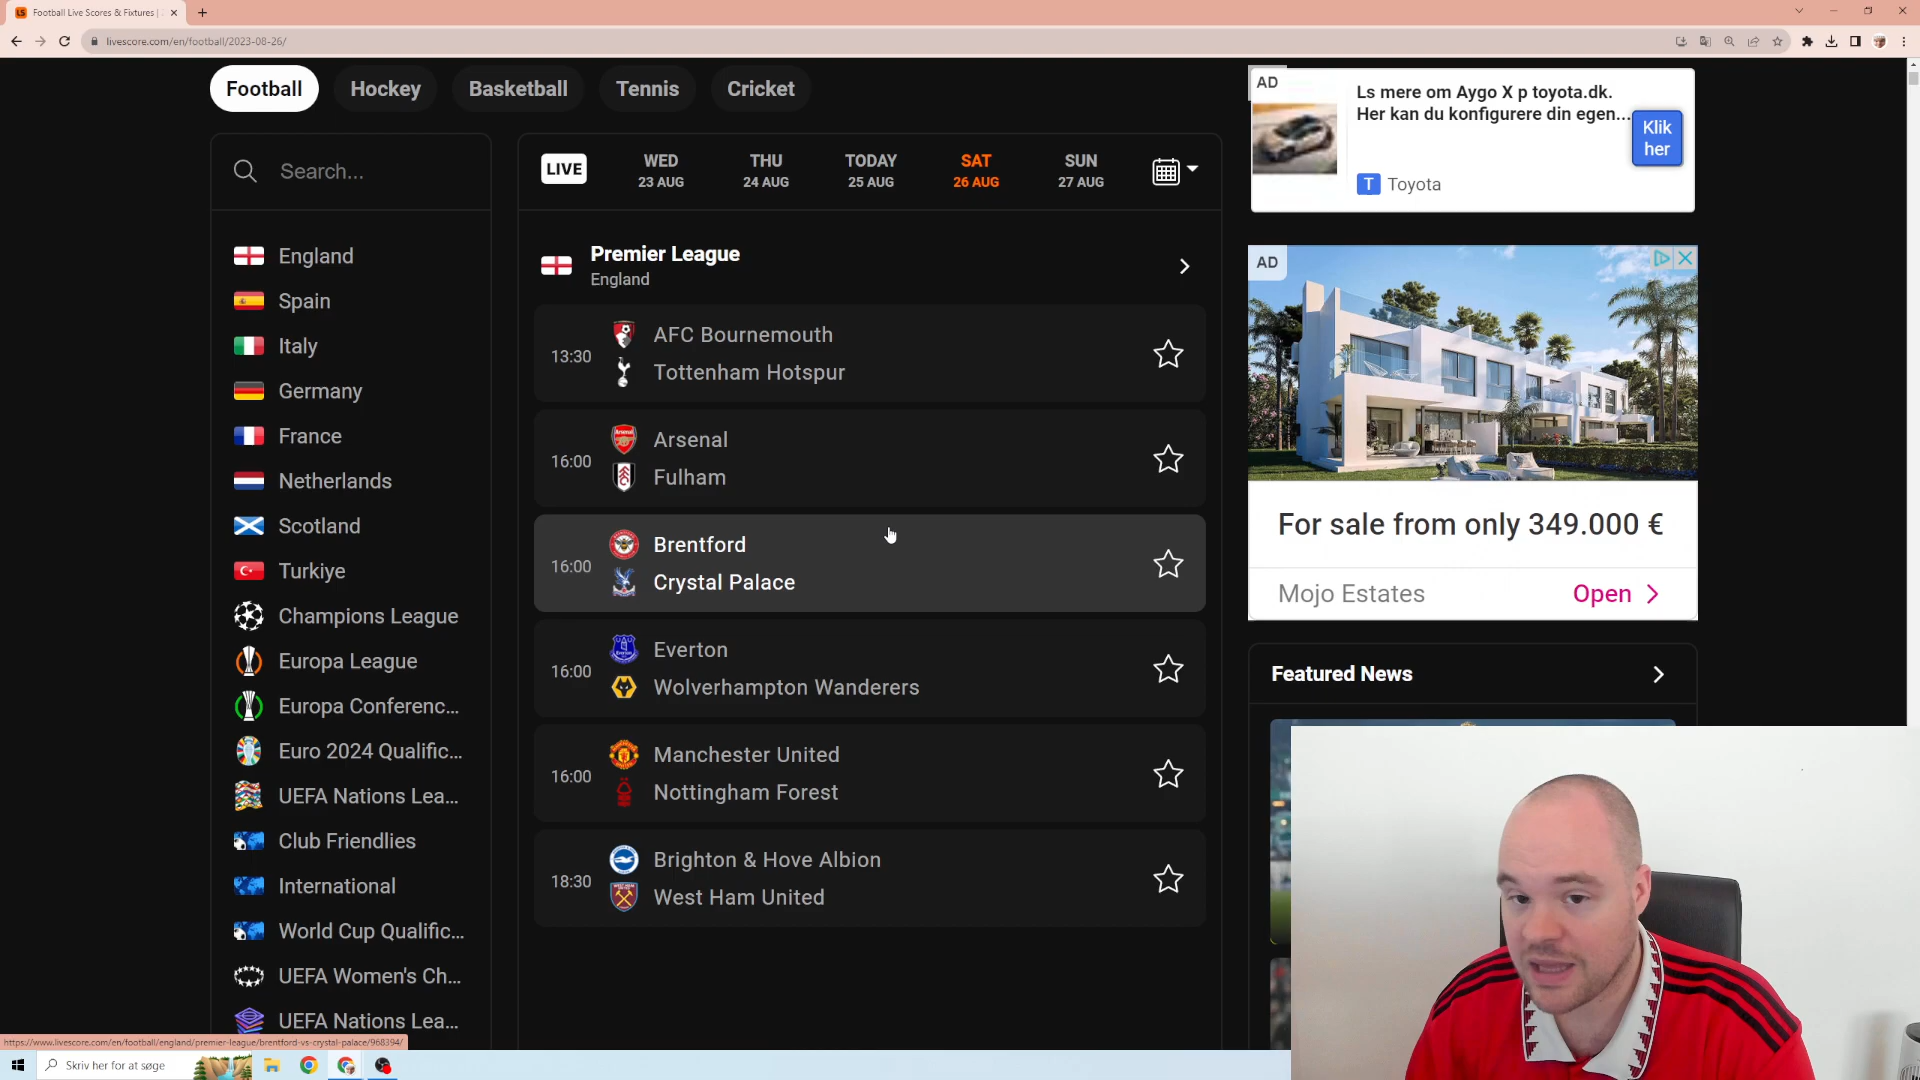 Football Live Scores & Fixtures |
livescore.com/en/football/2023-08-26/
Football
Hockey
Basketball
Tennis
Cricket
Search...
England
Spain
Italy
Germany
France
Netherlands
Scotland
Turkiye
Champions League
Europa League
Europa Conferenc...
Euro 2024 Qualific...
UEFA Nations Lea...
Club Friendlies
International
World Cup Qualific...
UEFA Women's Ch...
UEFA Nations Lea...
LIVE
WED
23 AUG
THU
24 AUG
TODAY
25 AUG
SAT
26 AUG
SUN
27 AUG
Premier League
England
13:30
AFC Bournemouth
Tottenham Hotspur
16:00
Arsenal
Fulham
16:00
Brentford
Crystal Palace
16:00
Everton
Wolverhampton Wanderers
16:00
Manchester United
Nottingham Forest
18:30
Brighton & Hove Albion
West Ham United
AD
Ls mere om Aygo X p toyota.dk.
Her kan du konfigurere din egen...
Klik
her
T Toyota
AD
For sale from only 349.000 €
Mojo Estates
Open
Featured News
https://www.livescore.com/en/football/england/premier-league/brentford-vs-crystal-palace/968394/
Skriv her for at søge